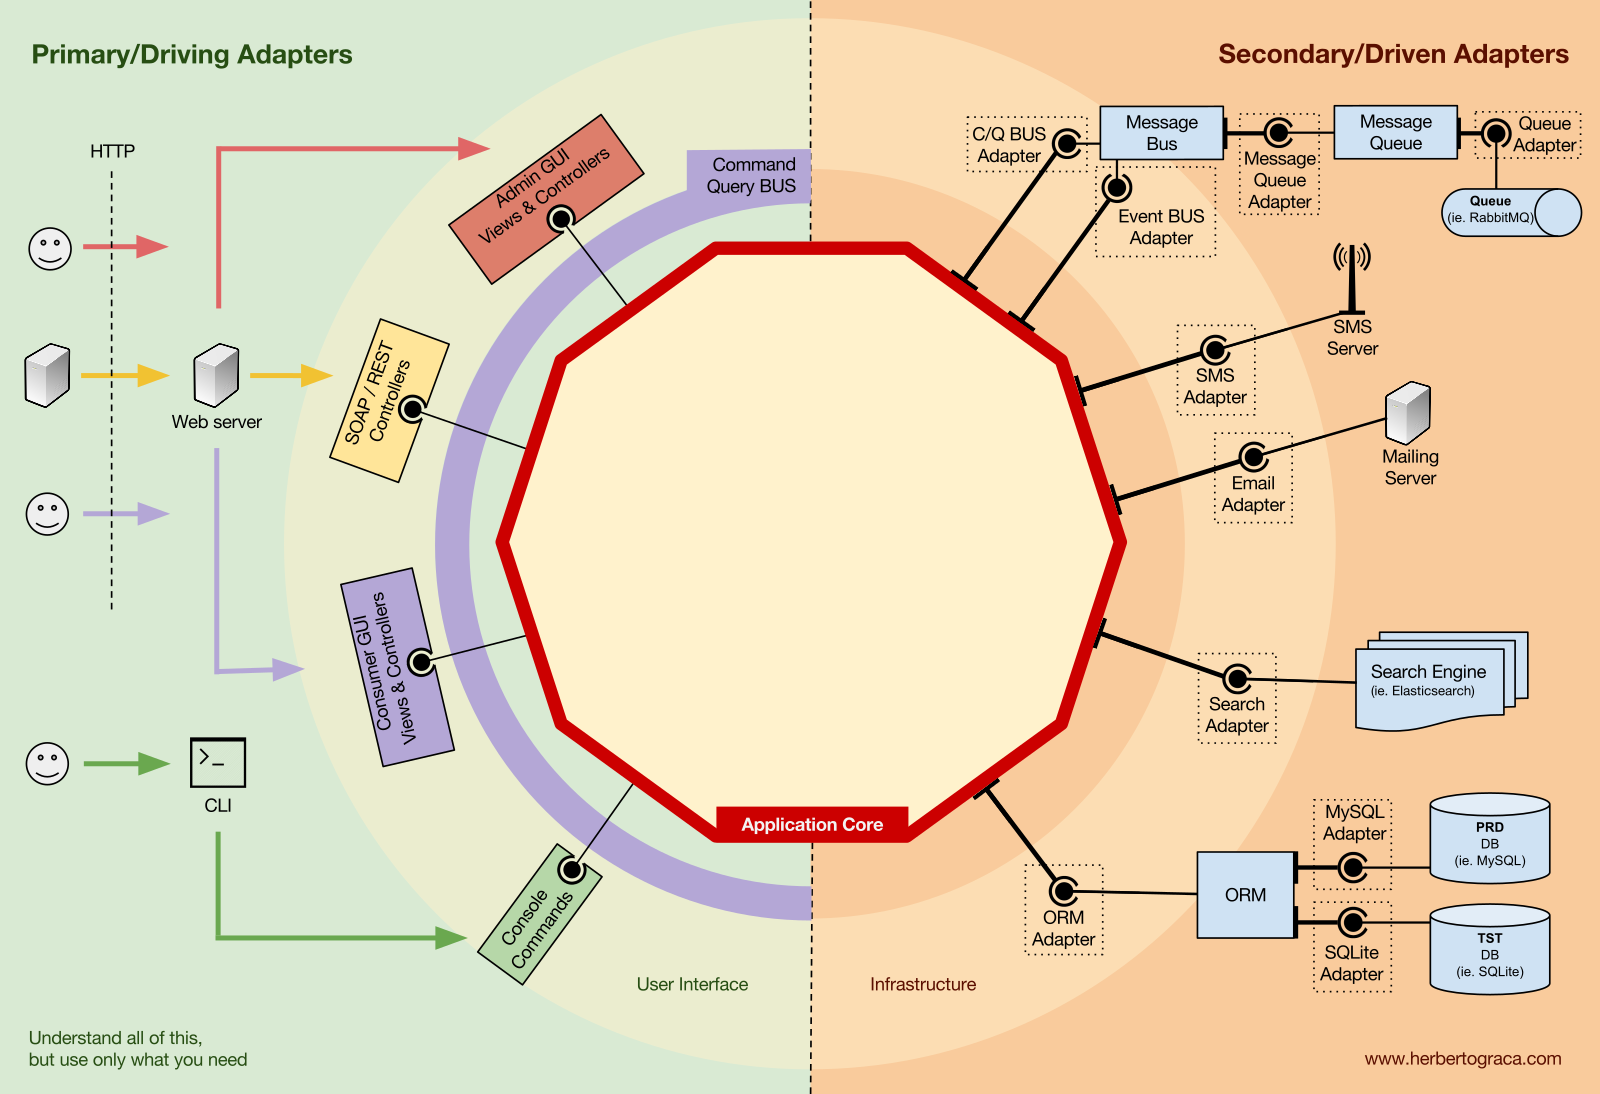 Primary/Driving Adapters
Secondary/Driven Adapters
HTTP
Web server
CLI
Admin GUI
Views & Controllers
SOAP / REST
Controllers
Consumer GUI
Views & Controllers
Console
Commands
Command
Query BUS
Application Core
User Interface
Infrastructure
C/Q BUS
Adapter
Message
Bus
Event BUS
Adapter
Message
Queue
Adapter
Message
Queue
Queue
Adapter
Queue
(ie. RabbitMQ)
SMS
Server
SMS
Adapter
Mailing
Server
Email
Adapter
Search Engine
(ie. Elasticsearch)
Search
Adapter
ORM
Adapter
ORM
MySQL
Adapter
PRD
DB
(ie. MySQL)
SQLite
Adapter
TST
DB
(ie. SQLite)
Understand all of this,
but use only what you need
www.herbertograca.com